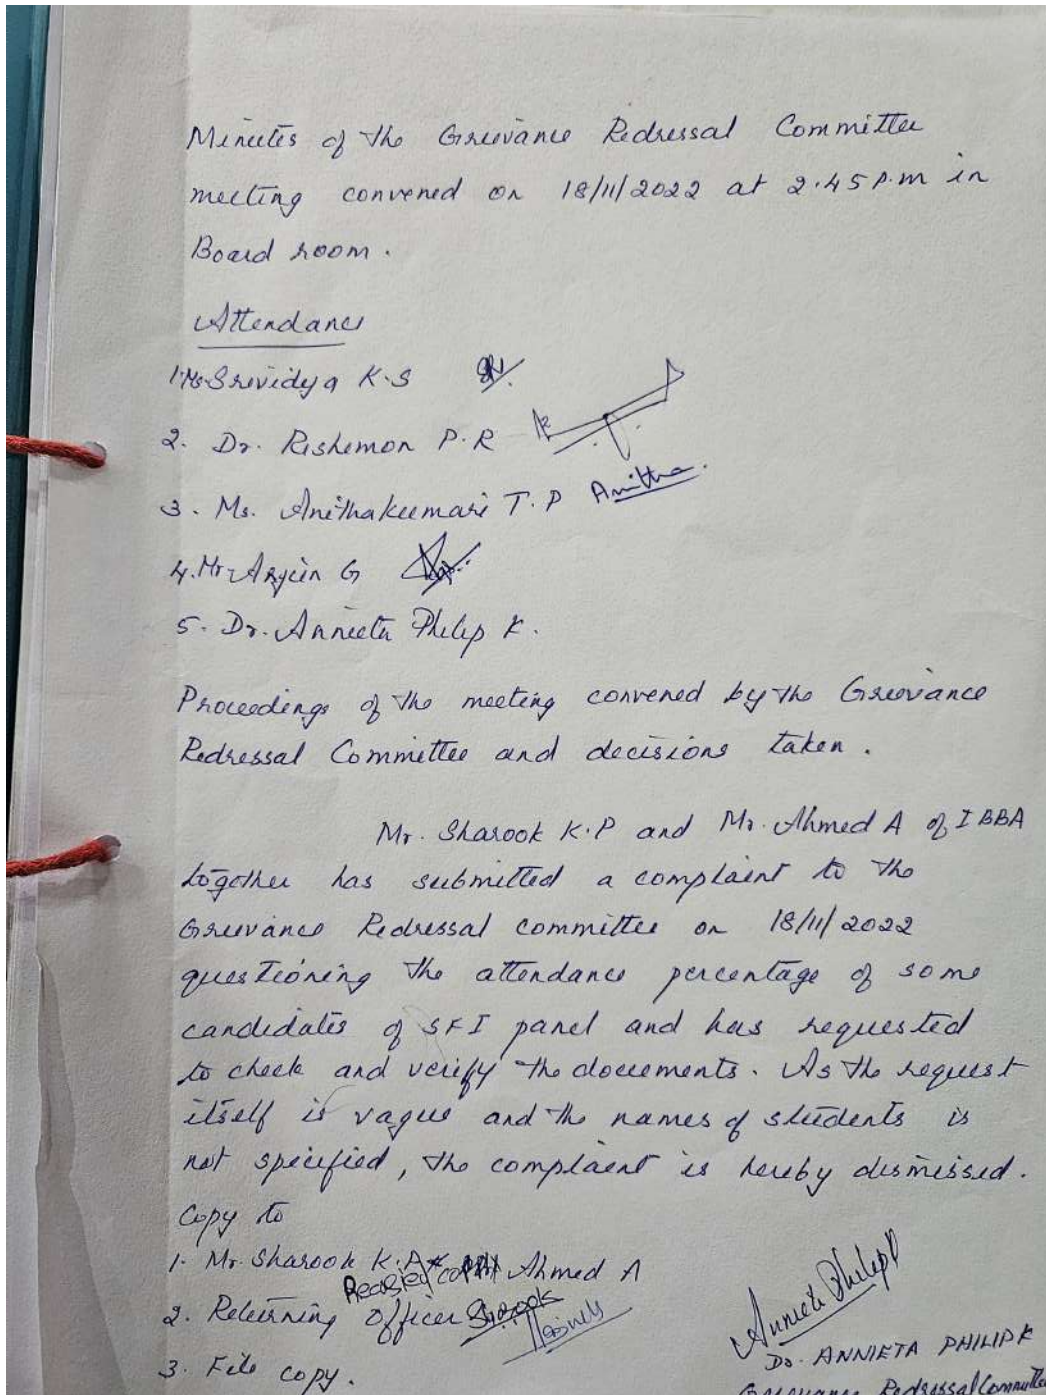 Minutes of the Grievance Redressal Committee
meeting convened on 18/11/2022 at 2.45 p.m in
Board room.
Attendance
1. Ms. Srividya K.S
2. Dr. Rishemon P.R
3. Ms. Anithakumari T.P Anitha.
4. Mr. Arjun G
5. Dr. Annieta Philip K.
Proceedings of the meeting convened by the Grievance
Redressal Committee and decisions taken.
Mr. Sharook K.P and Mr. Ahmed A of I BBA
together has submitted a complaint to the
Grievance Redressal committee on 18/11/2022
questioning the attendance percentage of some
candidates of SFI panel and has requested
to check and verify the documents. As the request
itself is vague and the names of students is
not specified, the complaint is hereby dismissed.
Copy to
1. Mr. Sharook K.A Ahmed A
2. Returning Officer Sharook
3. File copy.
Annieta Philip K
Dr. ANNIETA PHILIP K
Grievance Redressal Committee